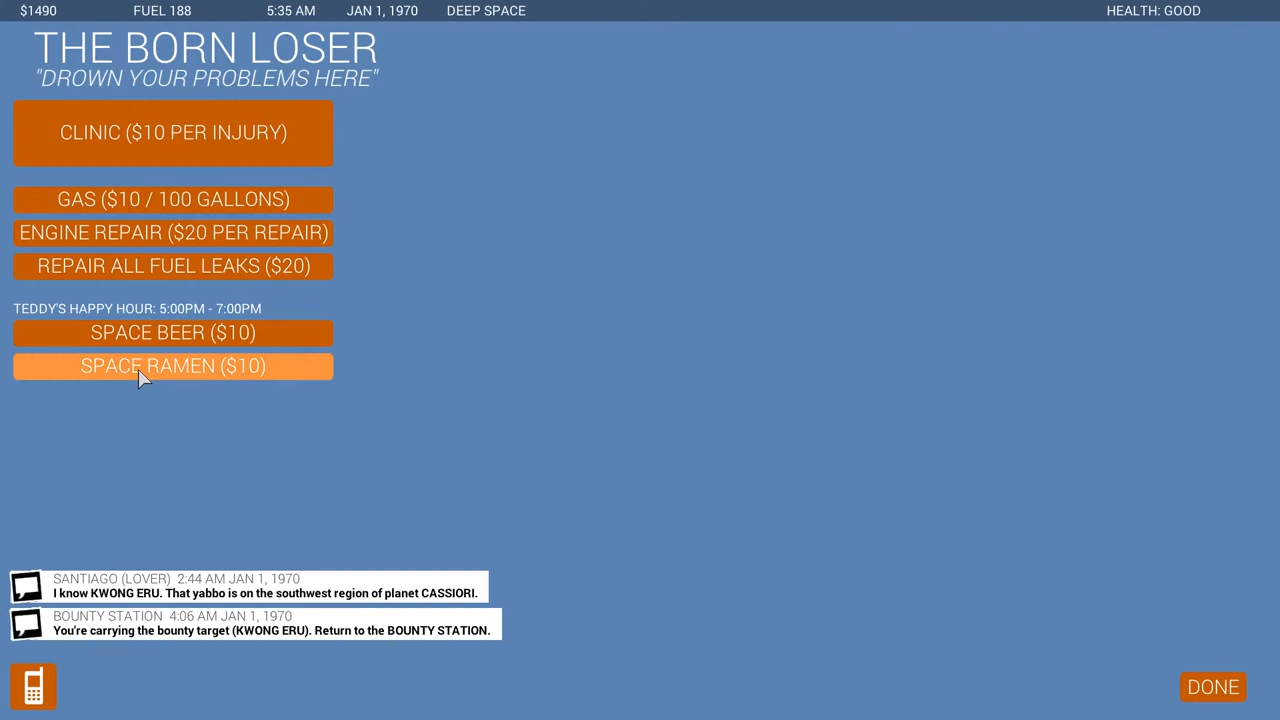 $1490 FUEL 188 5:35 AM JAN 1, 1970 DEEP SPACE HEALTH: GOOD
THE BORN LOSER
"DROWN YOUR PROBLEMS HERE"
CLINIC ($10 PER INJURY)
GAS ($10 / 100 GALLONS)
ENGINE REPAIR ($20 PER REPAIR)
REPAIR ALL FUEL LEAKS ($20)
TEDDY'S HAPPY HOUR: 5:00PM - 7:00PM
SPACE BEER ($10)
SPACE RAMEN ($10)
SANTIAGO (LOVER) 2:44 AM JAN 1, 1970
I know KWONG ERU. That yabbo is on the southwest region of planet CASSIORI.
BOUNTY STATION 4:06 AM JAN 1, 1970
You're carrying the bounty target (KWONG ERU). Return to the BOUNTY STATION.
DONE